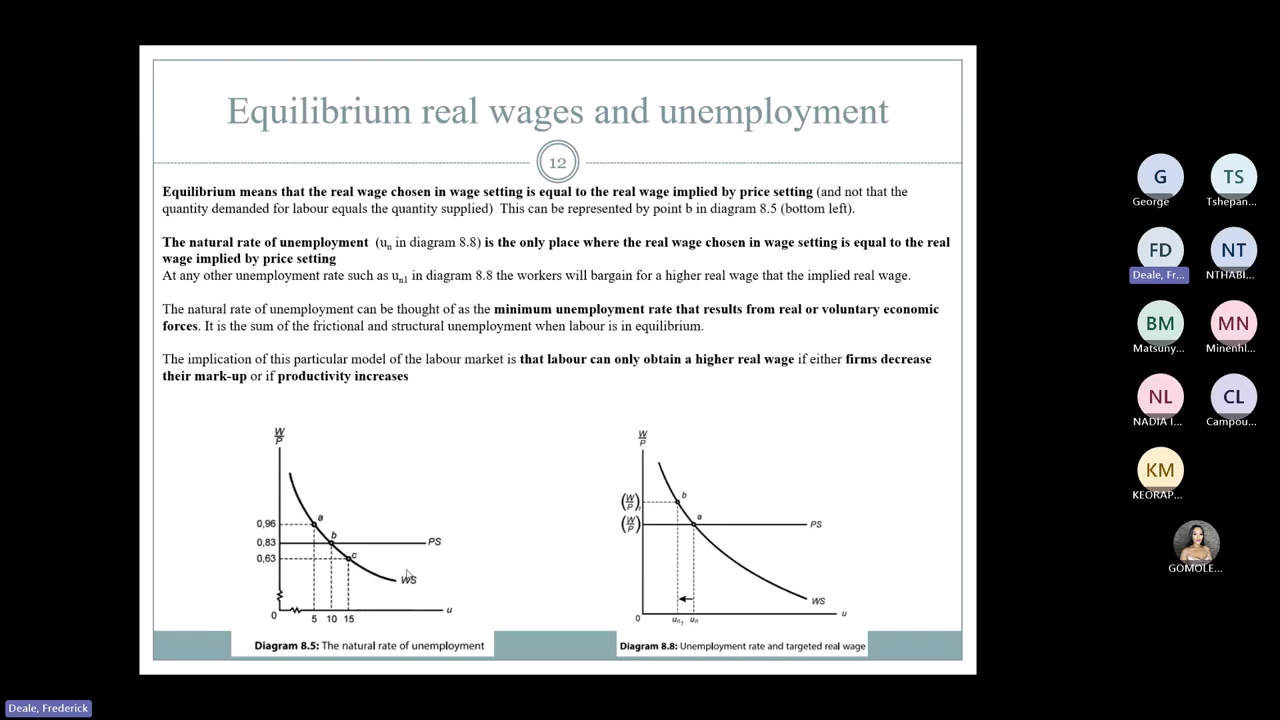 Equilibrium real wages and unemployment
12
Equilibrium means that the real wage chosen in wage setting is equal to the real wage implied by price setting (and not that the
quantity demanded for labour equals the quantity supplied) This can be represented by point b in diagram 8.5 (bottom left).
The natural rate of unemployment (un in diagram 8.8) is the only place where the real wage chosen in wage setting is equal to the real
wage implied by price setting
At any other unemployment rate such as un1 in diagram 8.8 the workers will bargain for a higher real wage that the implied real wage.
The natural rate of unemployment can be thought of as the minimum unemployment rate that results from real or voluntary economic
forces. It is the sum of the frictional and structural unemployment when labour is in equilibrium.
The implication of this particular model of the labour market is that labour can only obtain a higher real wage if either firms decrease
their mark-up or if productivity increases
W
P
0,96
0,83
0,63
a
b
c
PS
WS
0
5 10 15
u
Diagram 8.5: The natural rate of unemployment
W
P
(W/P)1
(W/P)
b
a
PS
WS
0
un1 un
u
Diagram 8.8: Unemployment rate and targeted real wage
G
George
TS
Tshepan...
FD
Deale, Fr...
NT
NTHABI...
BM
Matsuny...
MN
Minenhl...
NL
NADIA I...
CL
Campou...
KM
KEORAP...
GOMOLE...
Deale, Frederick